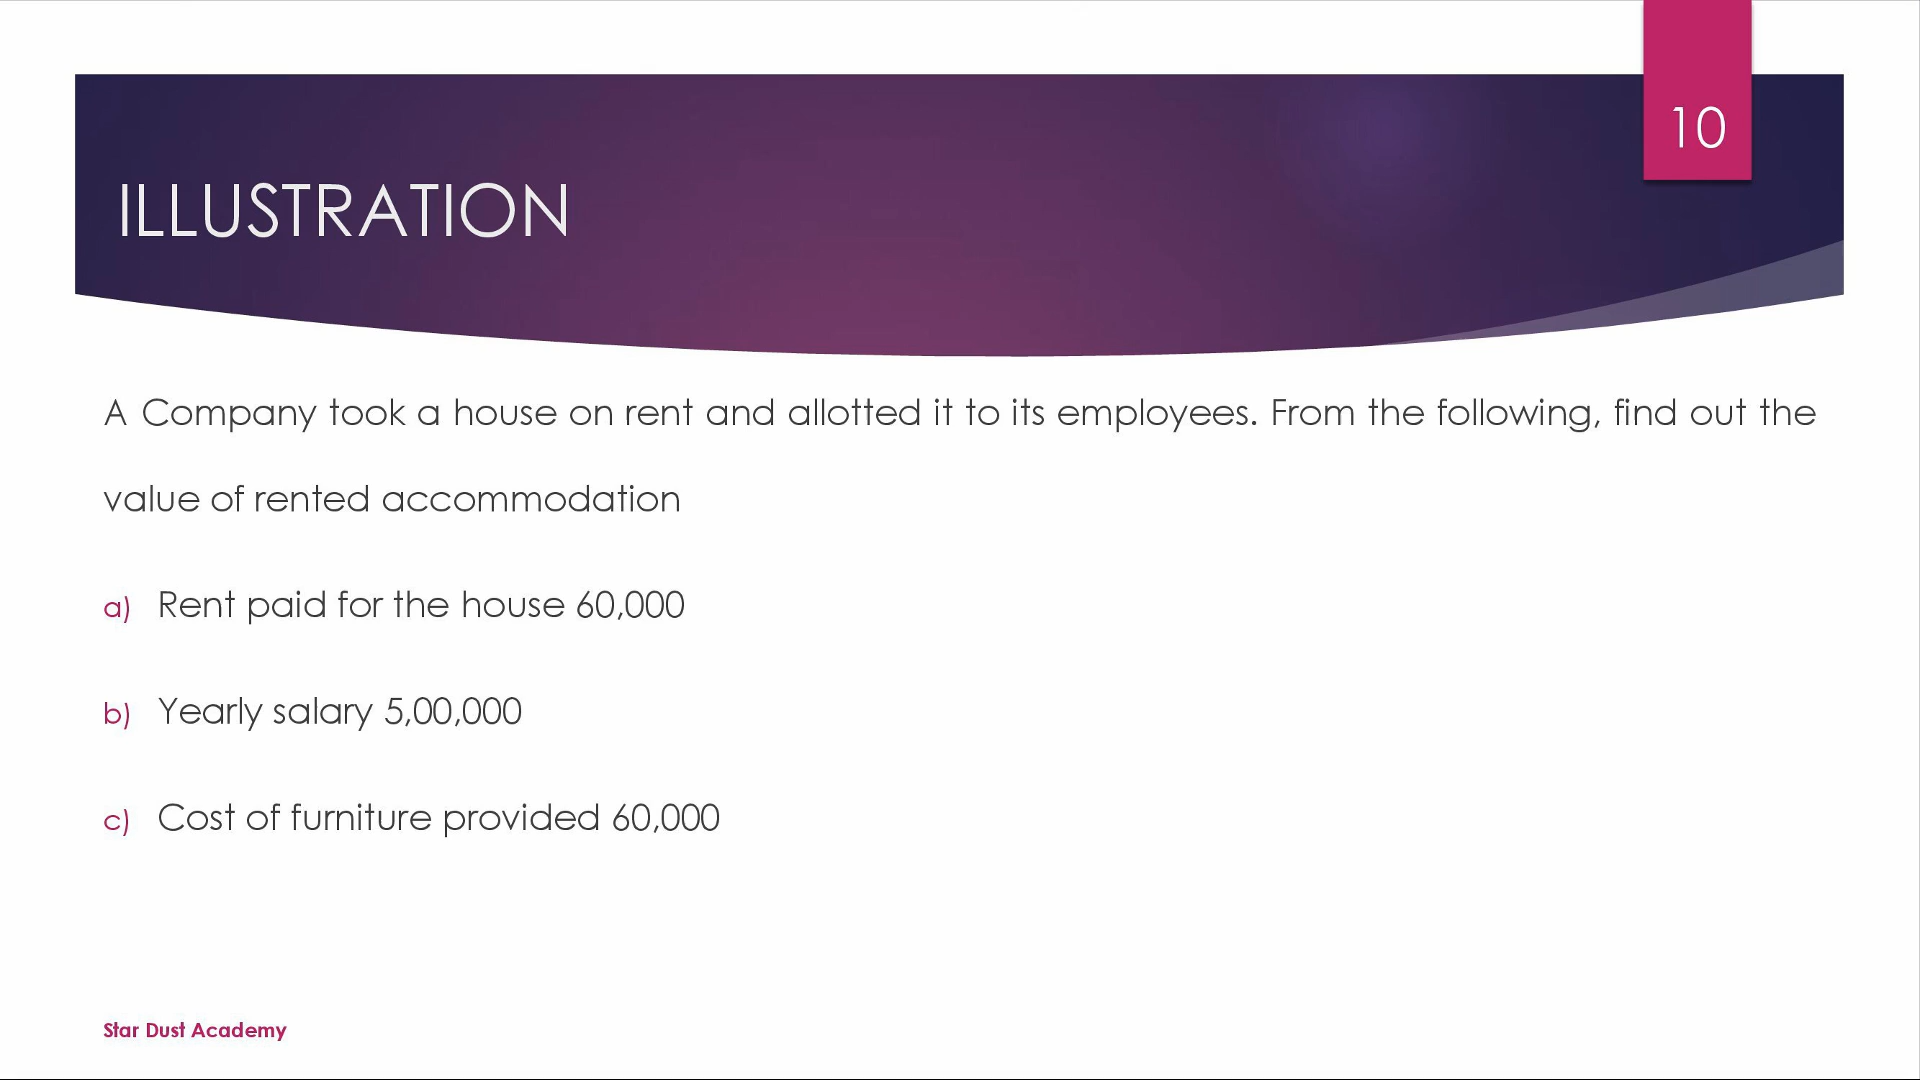 10
ILLUSTRATION
A Company took a house on rent and allotted it to its employees. From the following, find out the
value of rented accommodation
a) Rent paid for the house 60,000
b) Yearly salary 5,00,000
c) Cost of furniture provided 60,000
Star Dust Academy